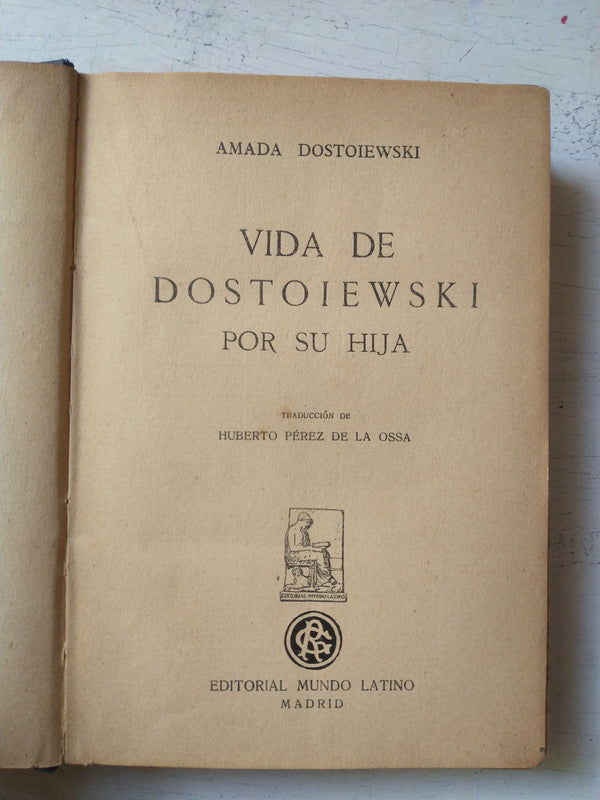 AMADA DOSTOIEWSKI
VIDA DE
DOSTOIEWSKI
POR SU HIJA
TRADUCCIÓN DE
HUBERTO PÉREZ DE LA OSSA
EDITORIAL MUNDO LATINO
EDITORIAL MUNDO LATINO
MADRID